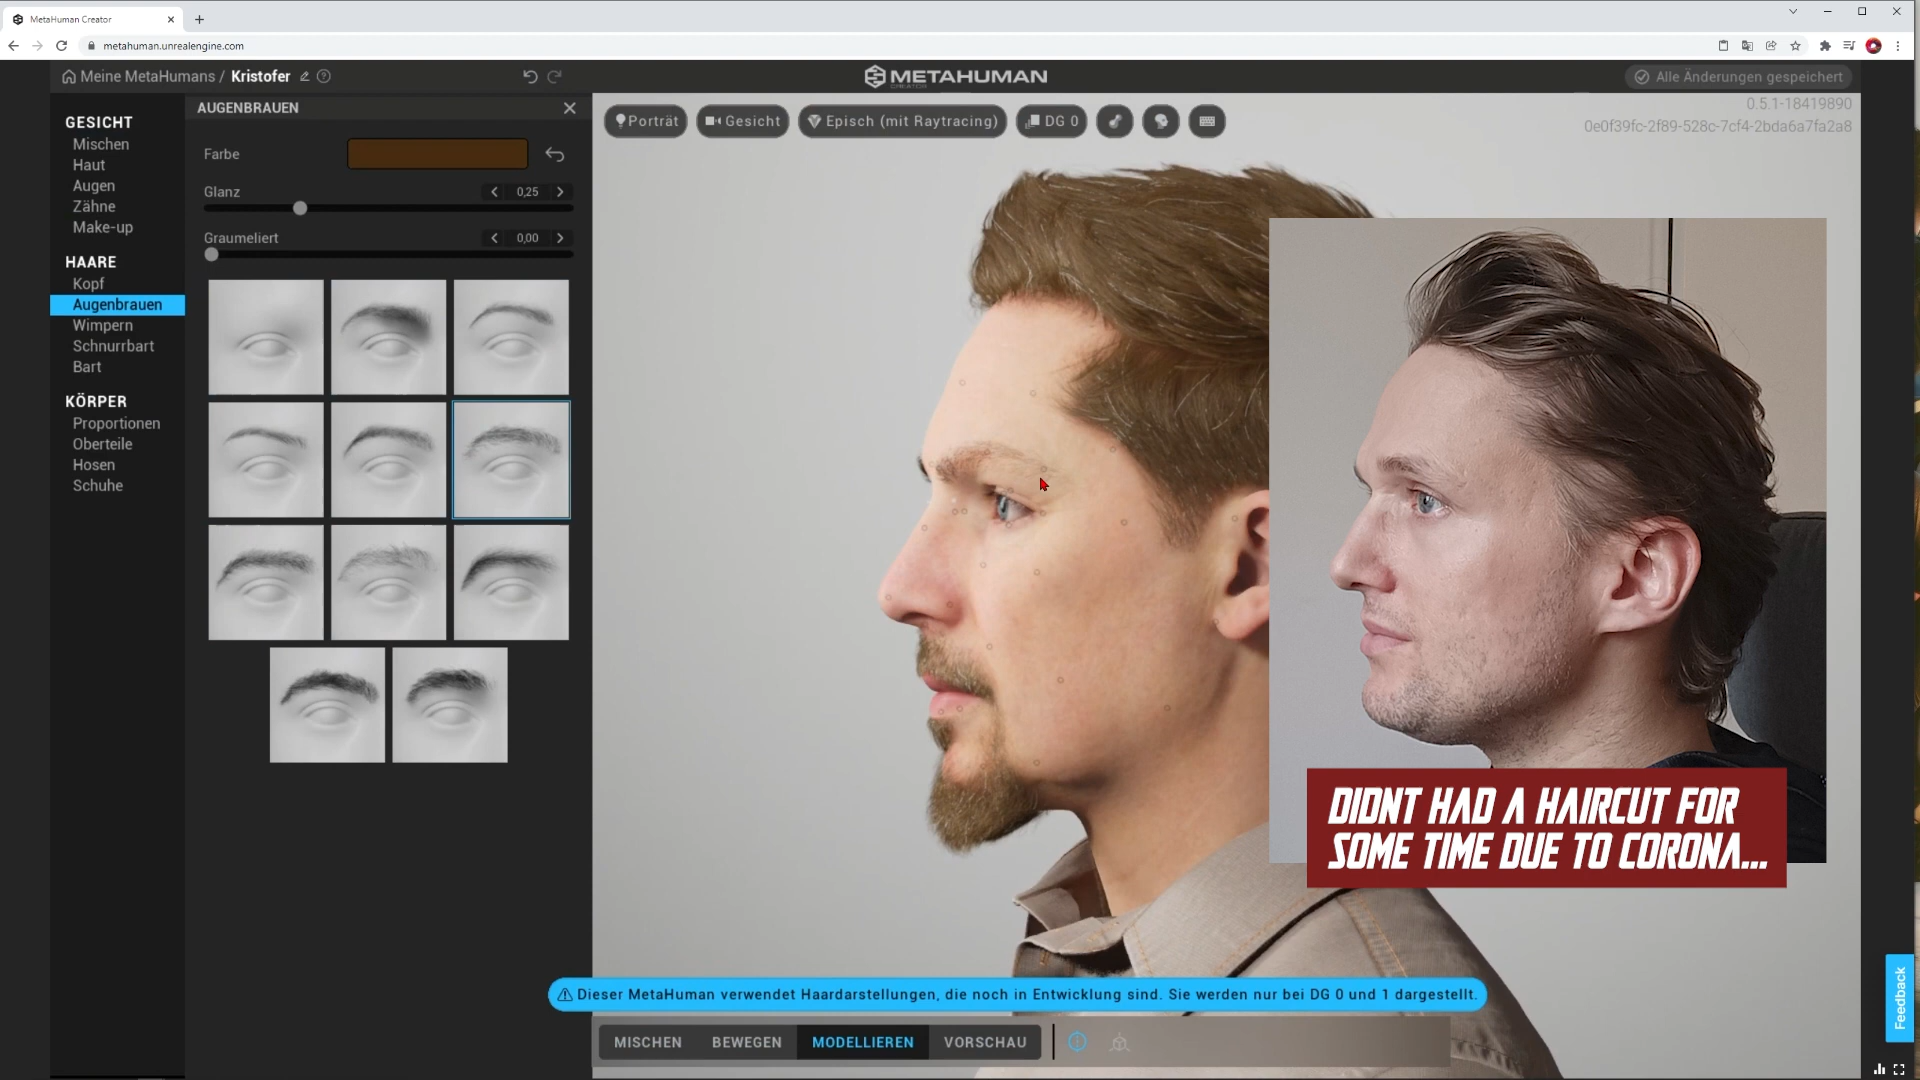 MetaHuman Creator
metahuman.unrealengine.com
Meine MetaHumans / Kristofer
METAHUMAN
CREATOR
Alle Änderungen gespeichert
0.5.1-18419890
0e0f39fc-2f89-528c-7cf4-2bda6a7fa2a8
GESICHT
Mischen
Haut
Augen
Zähne
Make-up
HAARE
Kopf
Augenbrauen
Wimpern
Schnurrbart
Bart
KÖRPER
Proportionen
Oberteile
Hosen
Schuhe
AUGENBRAUEN
Farbe
Glanz
0,25
Graumeliert
0,00
Porträt
Gesicht
Episch (mit Raytracing)
DG 0
DIDNT HAD A HAIRCUT FOR
SOME TIME DUE TO CORONA...
Dieser MetaHuman verwendet Haardarstellungen, die noch in Entwicklung sind. Sie werden nur bei DG 0 und 1 dargestellt.
MISCHEN
BEWEGEN
MODELLIEREN
VORSCHAU
Feedback